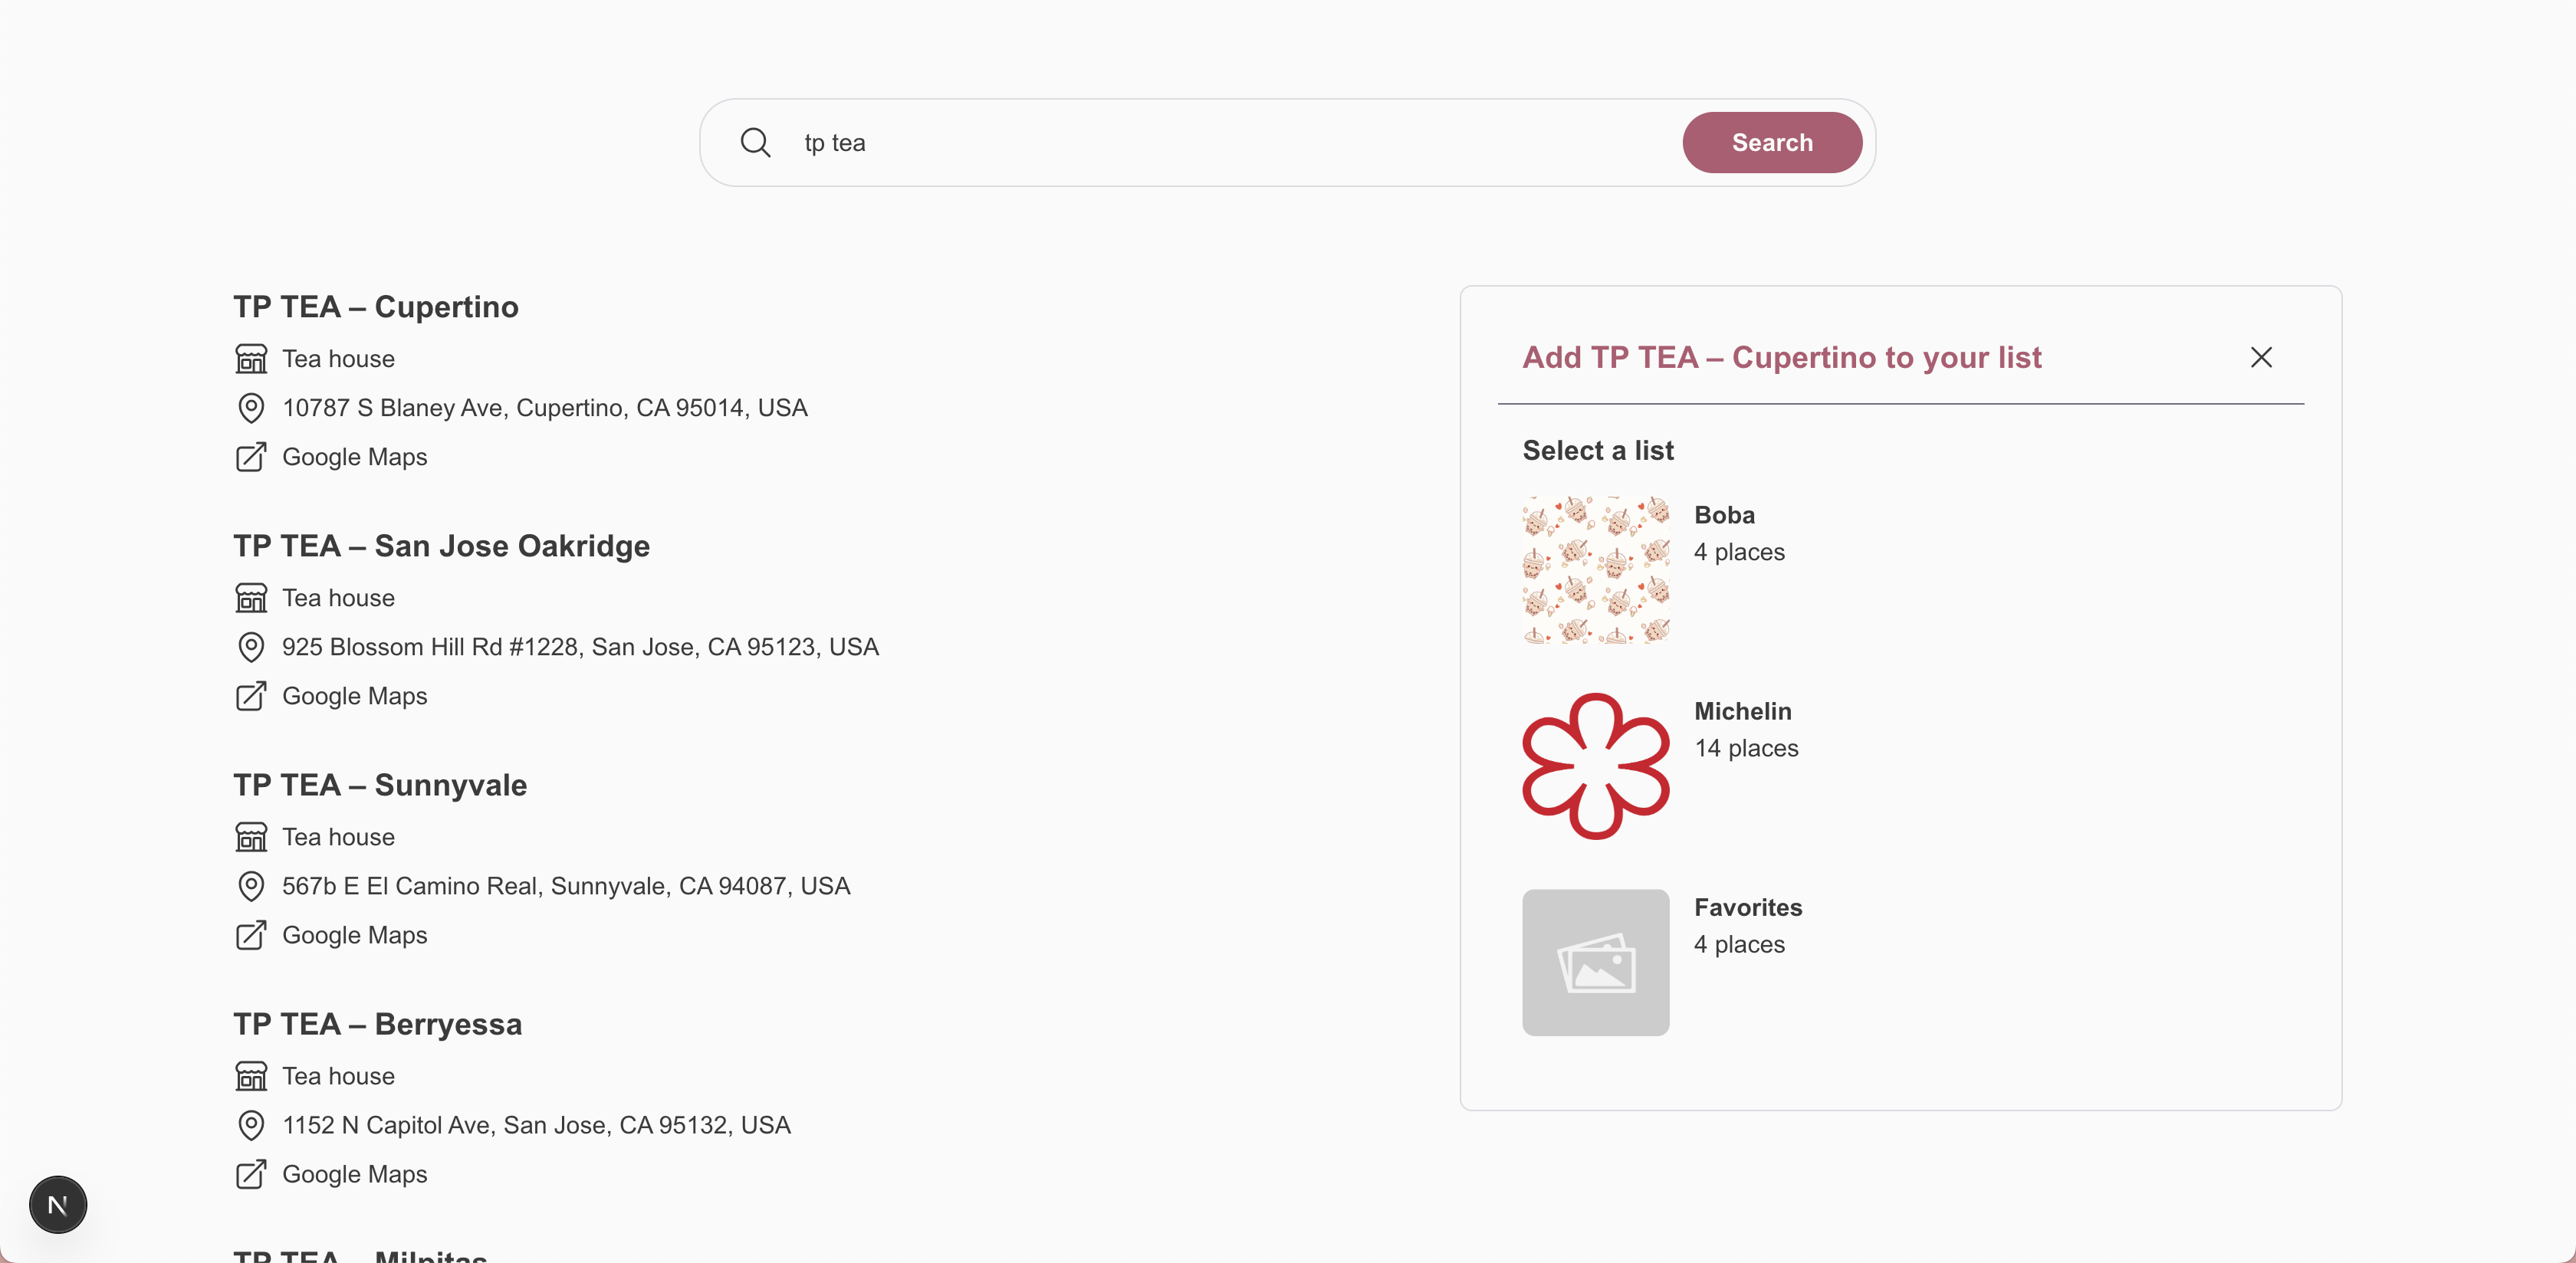 tp tea
Search
TP TEA – Cupertino
Tea house
10787 S Blaney Ave, Cupertino, CA 95014, USA
Google Maps
TP TEA – San Jose Oakridge
Tea house
925 Blossom Hill Rd #1228, San Jose, CA 95123, USA
Google Maps
TP TEA – Sunnyvale
Tea house
567b E El Camino Real, Sunnyvale, CA 94087, USA
Google Maps
TP TEA – Berryessa
Tea house
1152 N Capitol Ave, San Jose, CA 95132, USA
Google Maps
TP TEA – Milpitas
Add TP TEA – Cupertino to your list
Select a list
Boba
4 places
Michelin
14 places
Favorites
4 places
N